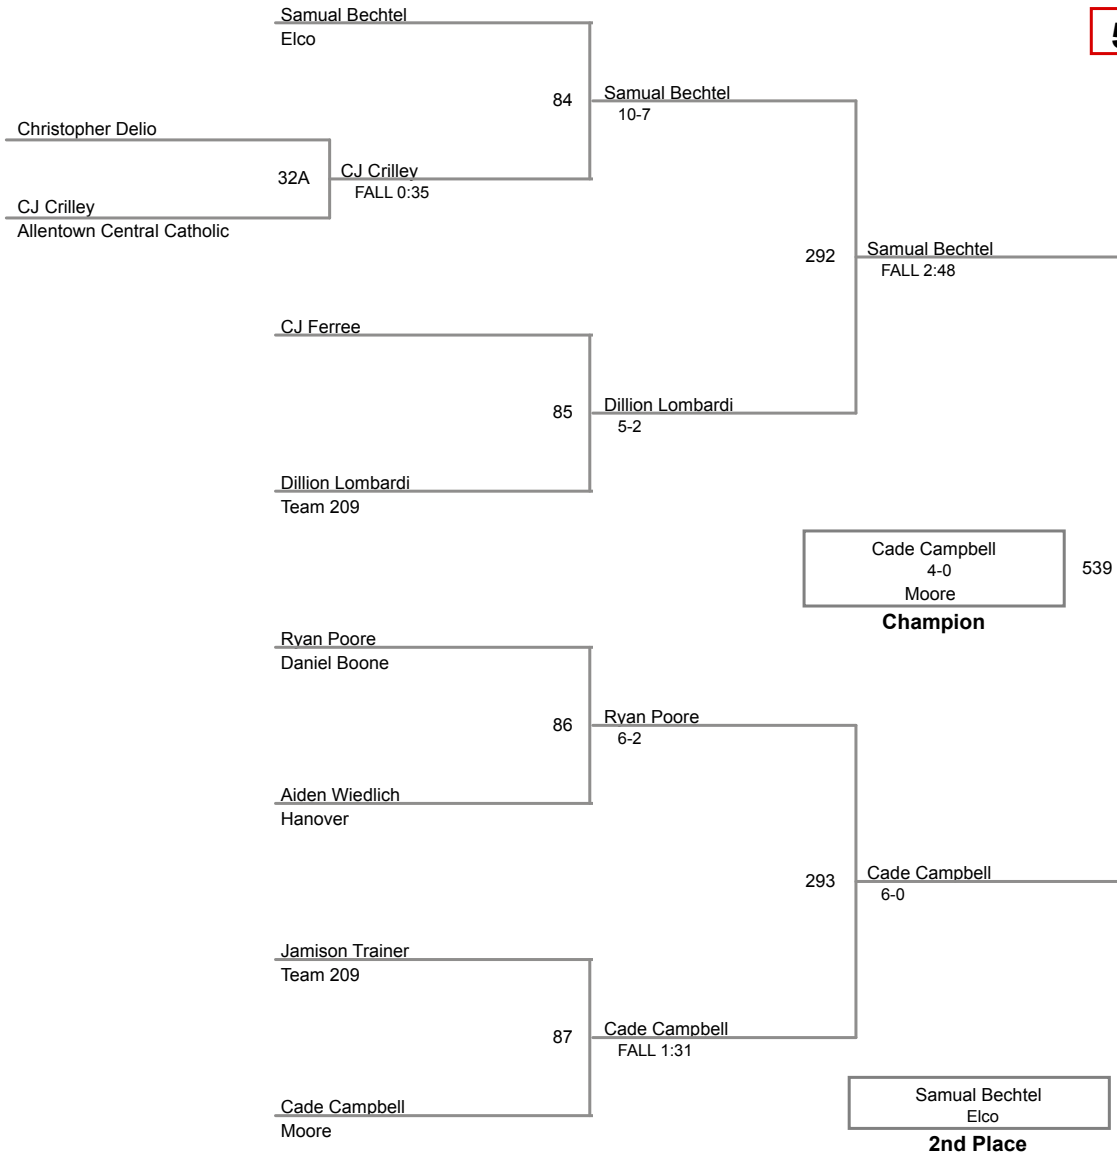 Samual Bechtel
Elco
84
Samual Bechtel
10-7
Christopher Delio
32A
CJ Crilley
FALL 0:35
CJ Crilley
Allentown Central Catholic
292
Samual Bechtel
FALL 2:48
CJ Ferree
85
Dillion Lombardi
5-2
Dillion Lombardi
Team 209
Cade Campbell
4-0
Moore
539
Champion
Ryan Poore
Daniel Boone
86
Ryan Poore
6-2
Aiden Wiedlich
Hanover
293
Cade Campbell
6-0
Jamison Trainer
Team 209
87
Cade Campbell
FALL 1:31
Cade Campbell
Moore
Samual Bechtel
Elco
2nd Place